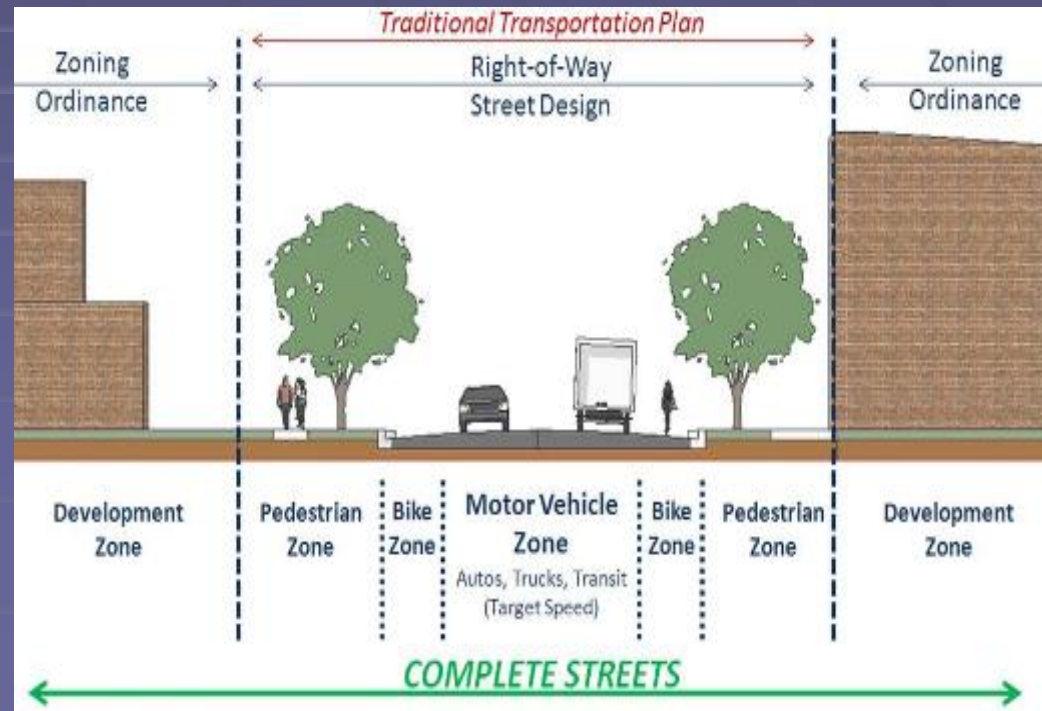 Traditional Transportation Plan
Zoning
Ordinance
Right-of-Way
Street Design
Zoning
Ordinance
Development
Zone
Pedestrian
Zone
Bike
Zone
Motor Vehicle
Zone
Autos, Trucks, Transit
(Target Speed)
Bike
Zone
Pedestrian
Zone
Development
Zone
COMPLETE STREETS